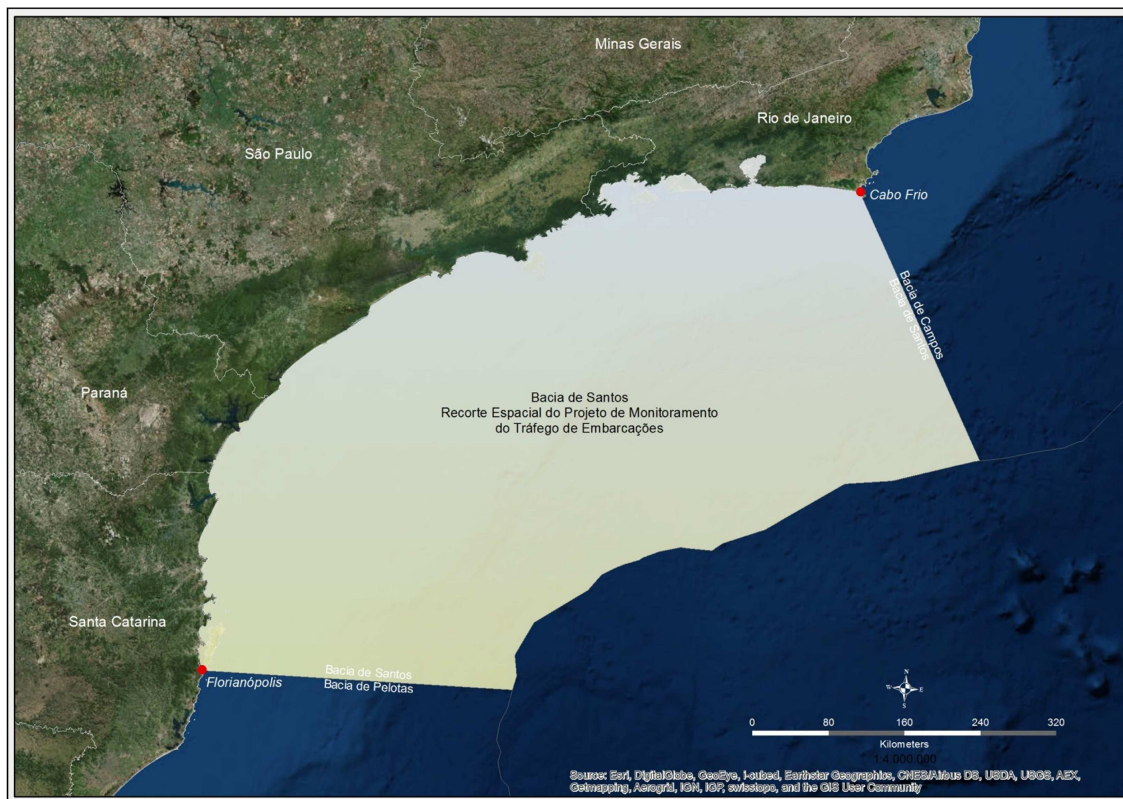 Minas Gerais
Rio de Janeiro
São Paulo
Cabo Frio
Bacia de Campos
Bacia de Santos
Paraná
Bacia de Santos
Recorte Espacial do Projeto de Monitoramento
do Tráfego de Embarcações
Santa Catarina
Florianópolis
Bacia de Santos
Bacia de Pelotas
N
W E
S
0 80 160 240 320
Kilometers
1:4.000.000
Source: Esri, DigitalGlobe, GeoEye, i-cubed, Earthstar Geographics, CNES/Airbus DS, USDA, USGS, AEX,
Getmapping, Aerogrid, IGN, IGP, swisstopo, and the GIS User Community